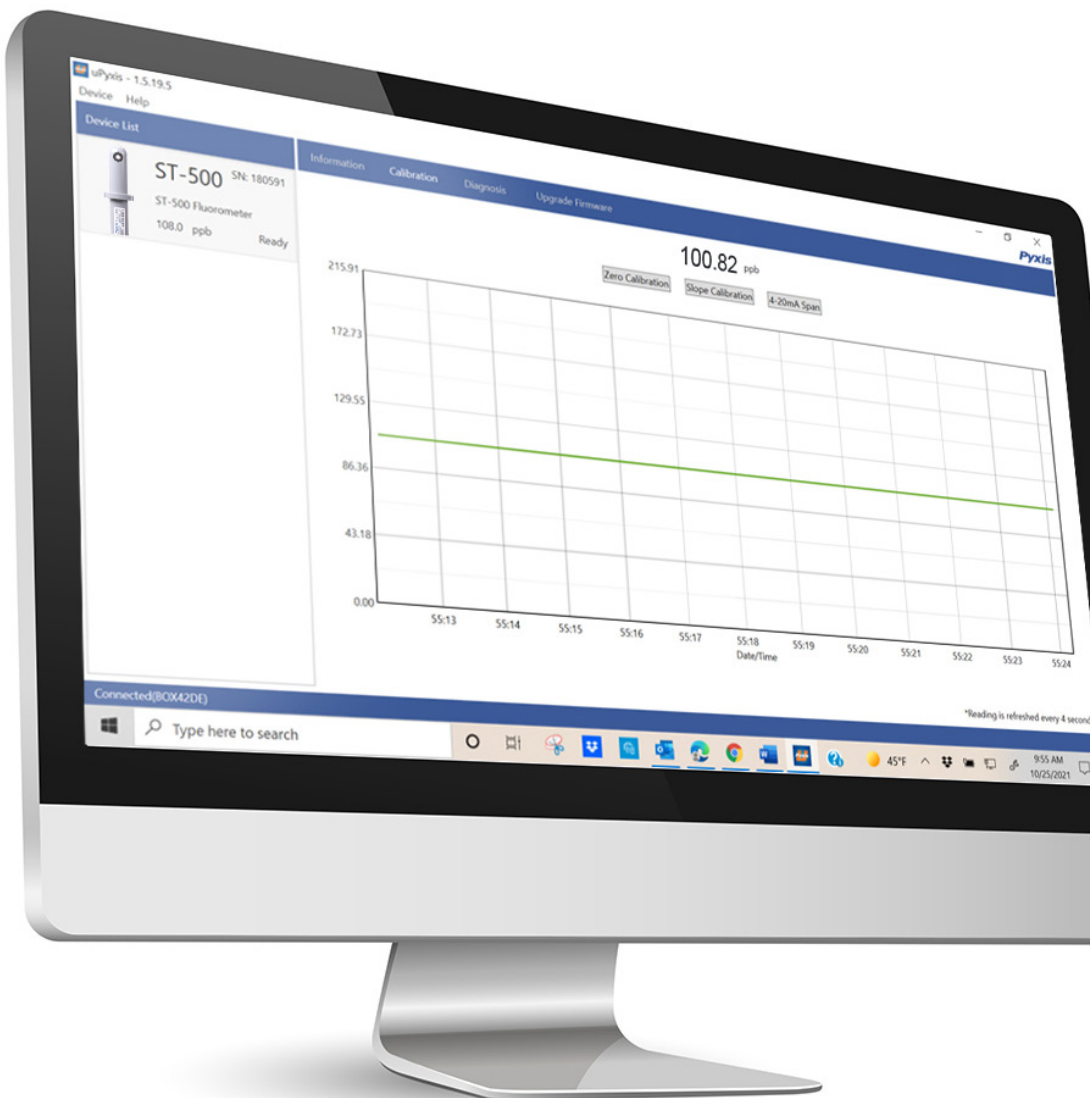 uPyxis - 1.5.19.5
Device Help
Device List
ST-500 SN: 180591
ST-500 Fluorometer
108.0 ppb Ready
Information Calibration Diagnosis Upgrade Firmware
Pyxis
100.82 ppb
Zero Calibration Slope Calibration 4-20mA Span
215.91
172.73
129.55
86.36
43.18
0.00
55:13 55:14 55:15 55:16 55:17 55:18 55:19 55:20 55:21 55:22 55:23 55:24
Date/Time
*Reading is refreshed every 4 second
Connected(BOX42DE)
Type here to search
45°F
9:55 AM
10/25/2021